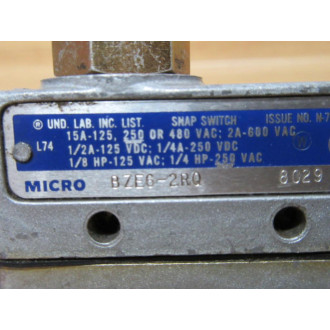 ® UND. LAB. INC. LIST. SNAP SWITCH ISSUE NO. M-7
15A-125, 250 OR 480 VAC; 2A-600 VAC
L74 1/2A-125 VDC; 1/4A-250 VDC
1/8 HP-125 VAC; 1/4 HP-250 VAC
MICRO BZE6-2RQ 8029